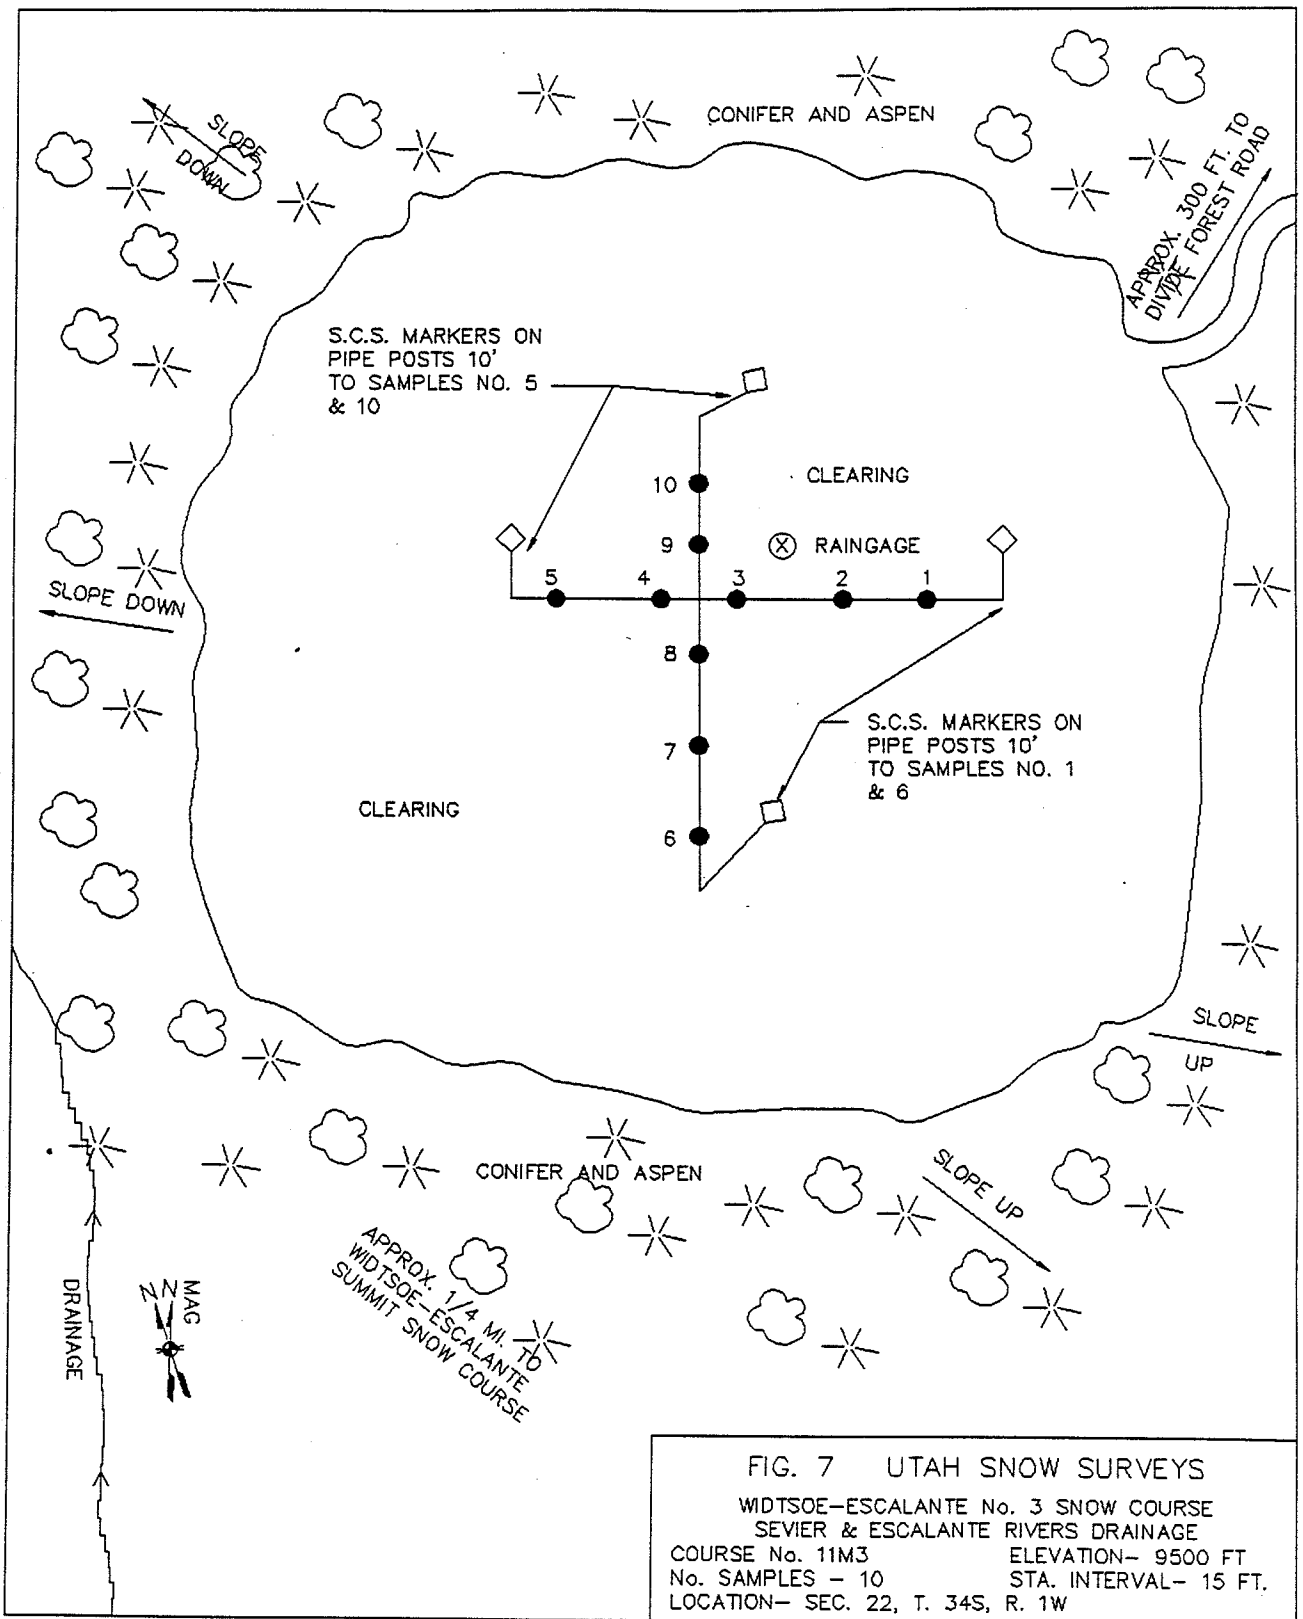 CONIFER AND ASPEN
SLOPE
DOWN
APPROX. 300 FT. TO
DIVIDE FOREST ROAD
S.C.S. MARKERS ON
PIPE POSTS 10'
TO SAMPLES NO. 5
& 10
CLEARING
10
9
X RAINGAGE
5 4 3 2 1
SLOPE DOWN
8
S.C.S. MARKERS ON
PIPE POSTS 10'
TO SAMPLES NO. 1
& 6
7
CLEARING
6
SLOPE
UP
CONIFER AND ASPEN
SLOPE UP
APPROX. 1/4 MI. TO
WIDTSOE-ESCALANTE
SUMMIT SNOW COURSE
DRAINAGE
N N MAG
FIG. 7 UTAH SNOW SURVEYS
WIDTSOE-ESCALANTE No. 3 SNOW COURSE
SEVIER & ESCALANTE RIVERS DRAINAGE
COURSE No. 11M3 ELEVATION- 9500 FT
No. SAMPLES - 10 STA. INTERVAL- 15 FT.
LOCATION- SEC. 22, T. 34S, R. 1W